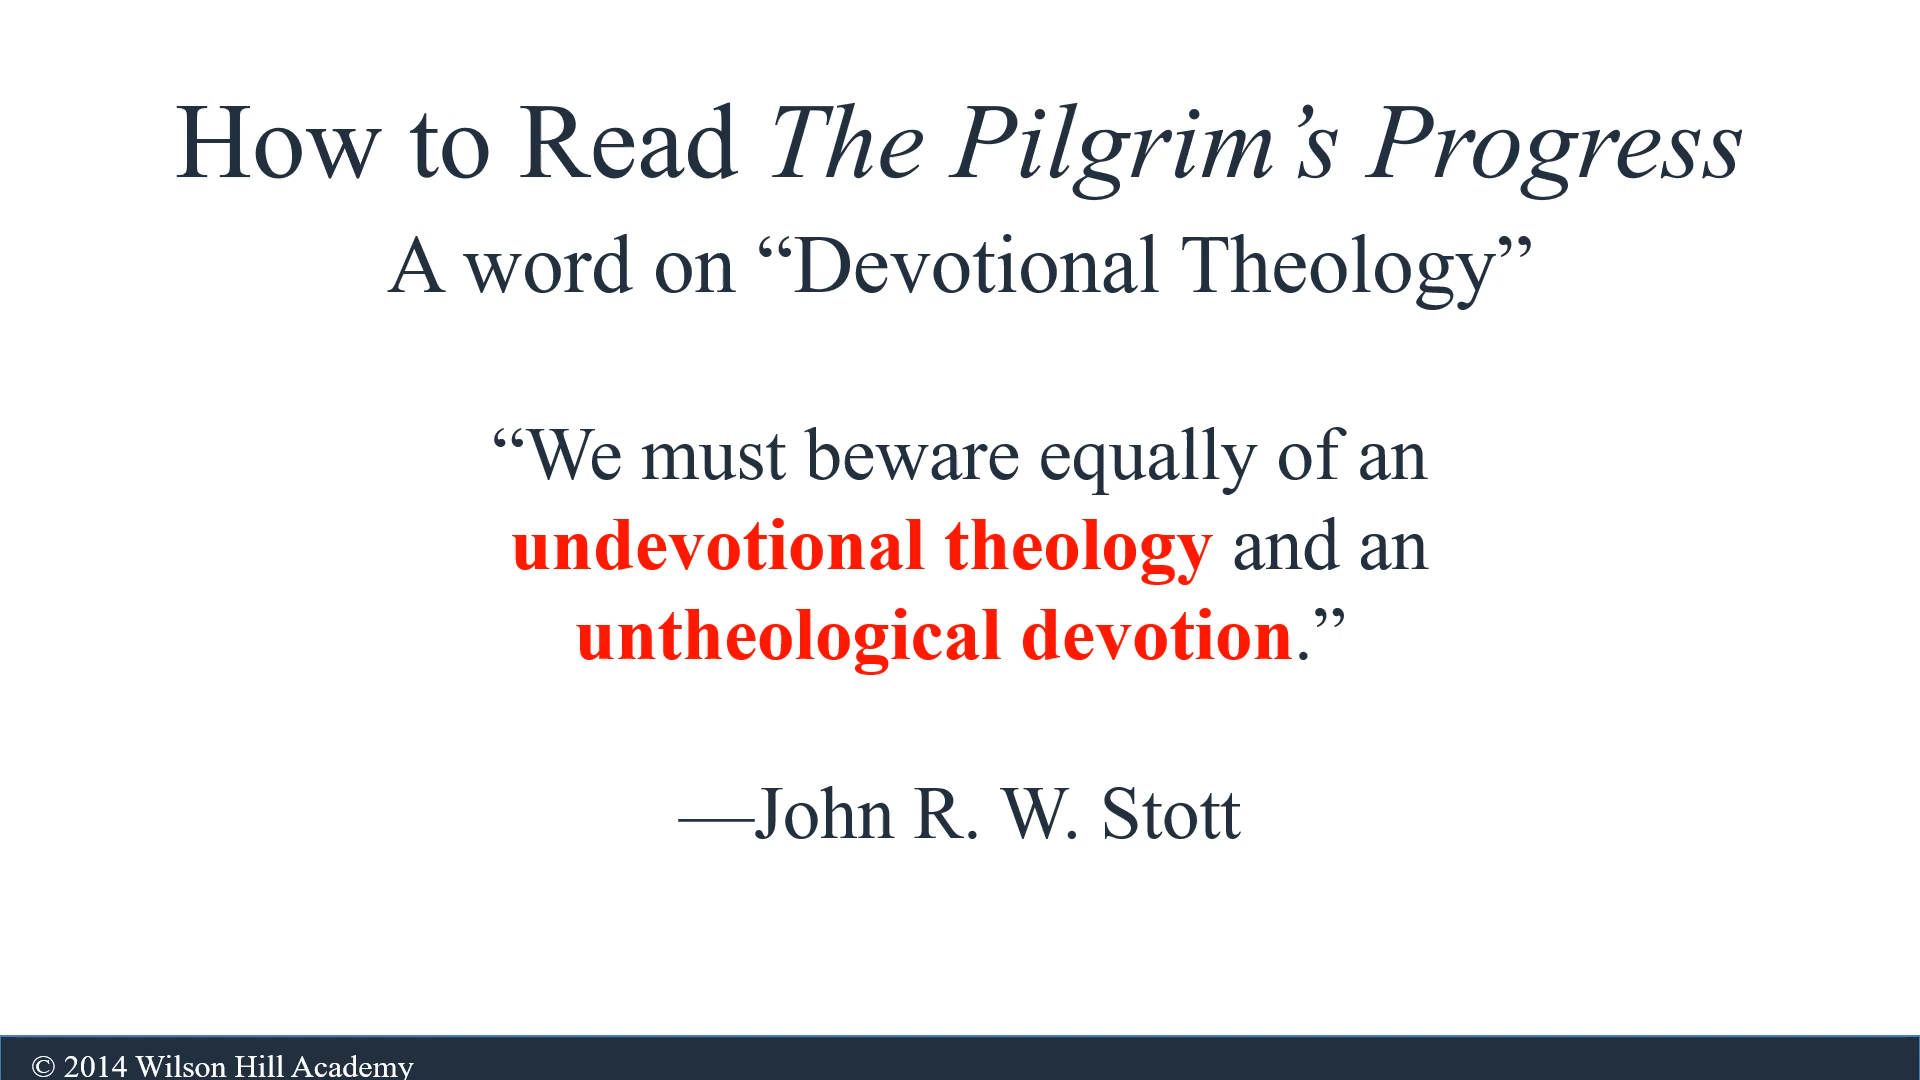 How to Read The Pilgrim’s Progress
A word on “Devotional Theology”
“We must beware equally of an
undevotional theology and an
untheological devotion.”
—John R. W. Stott
© 2014 Wilson Hill Academy